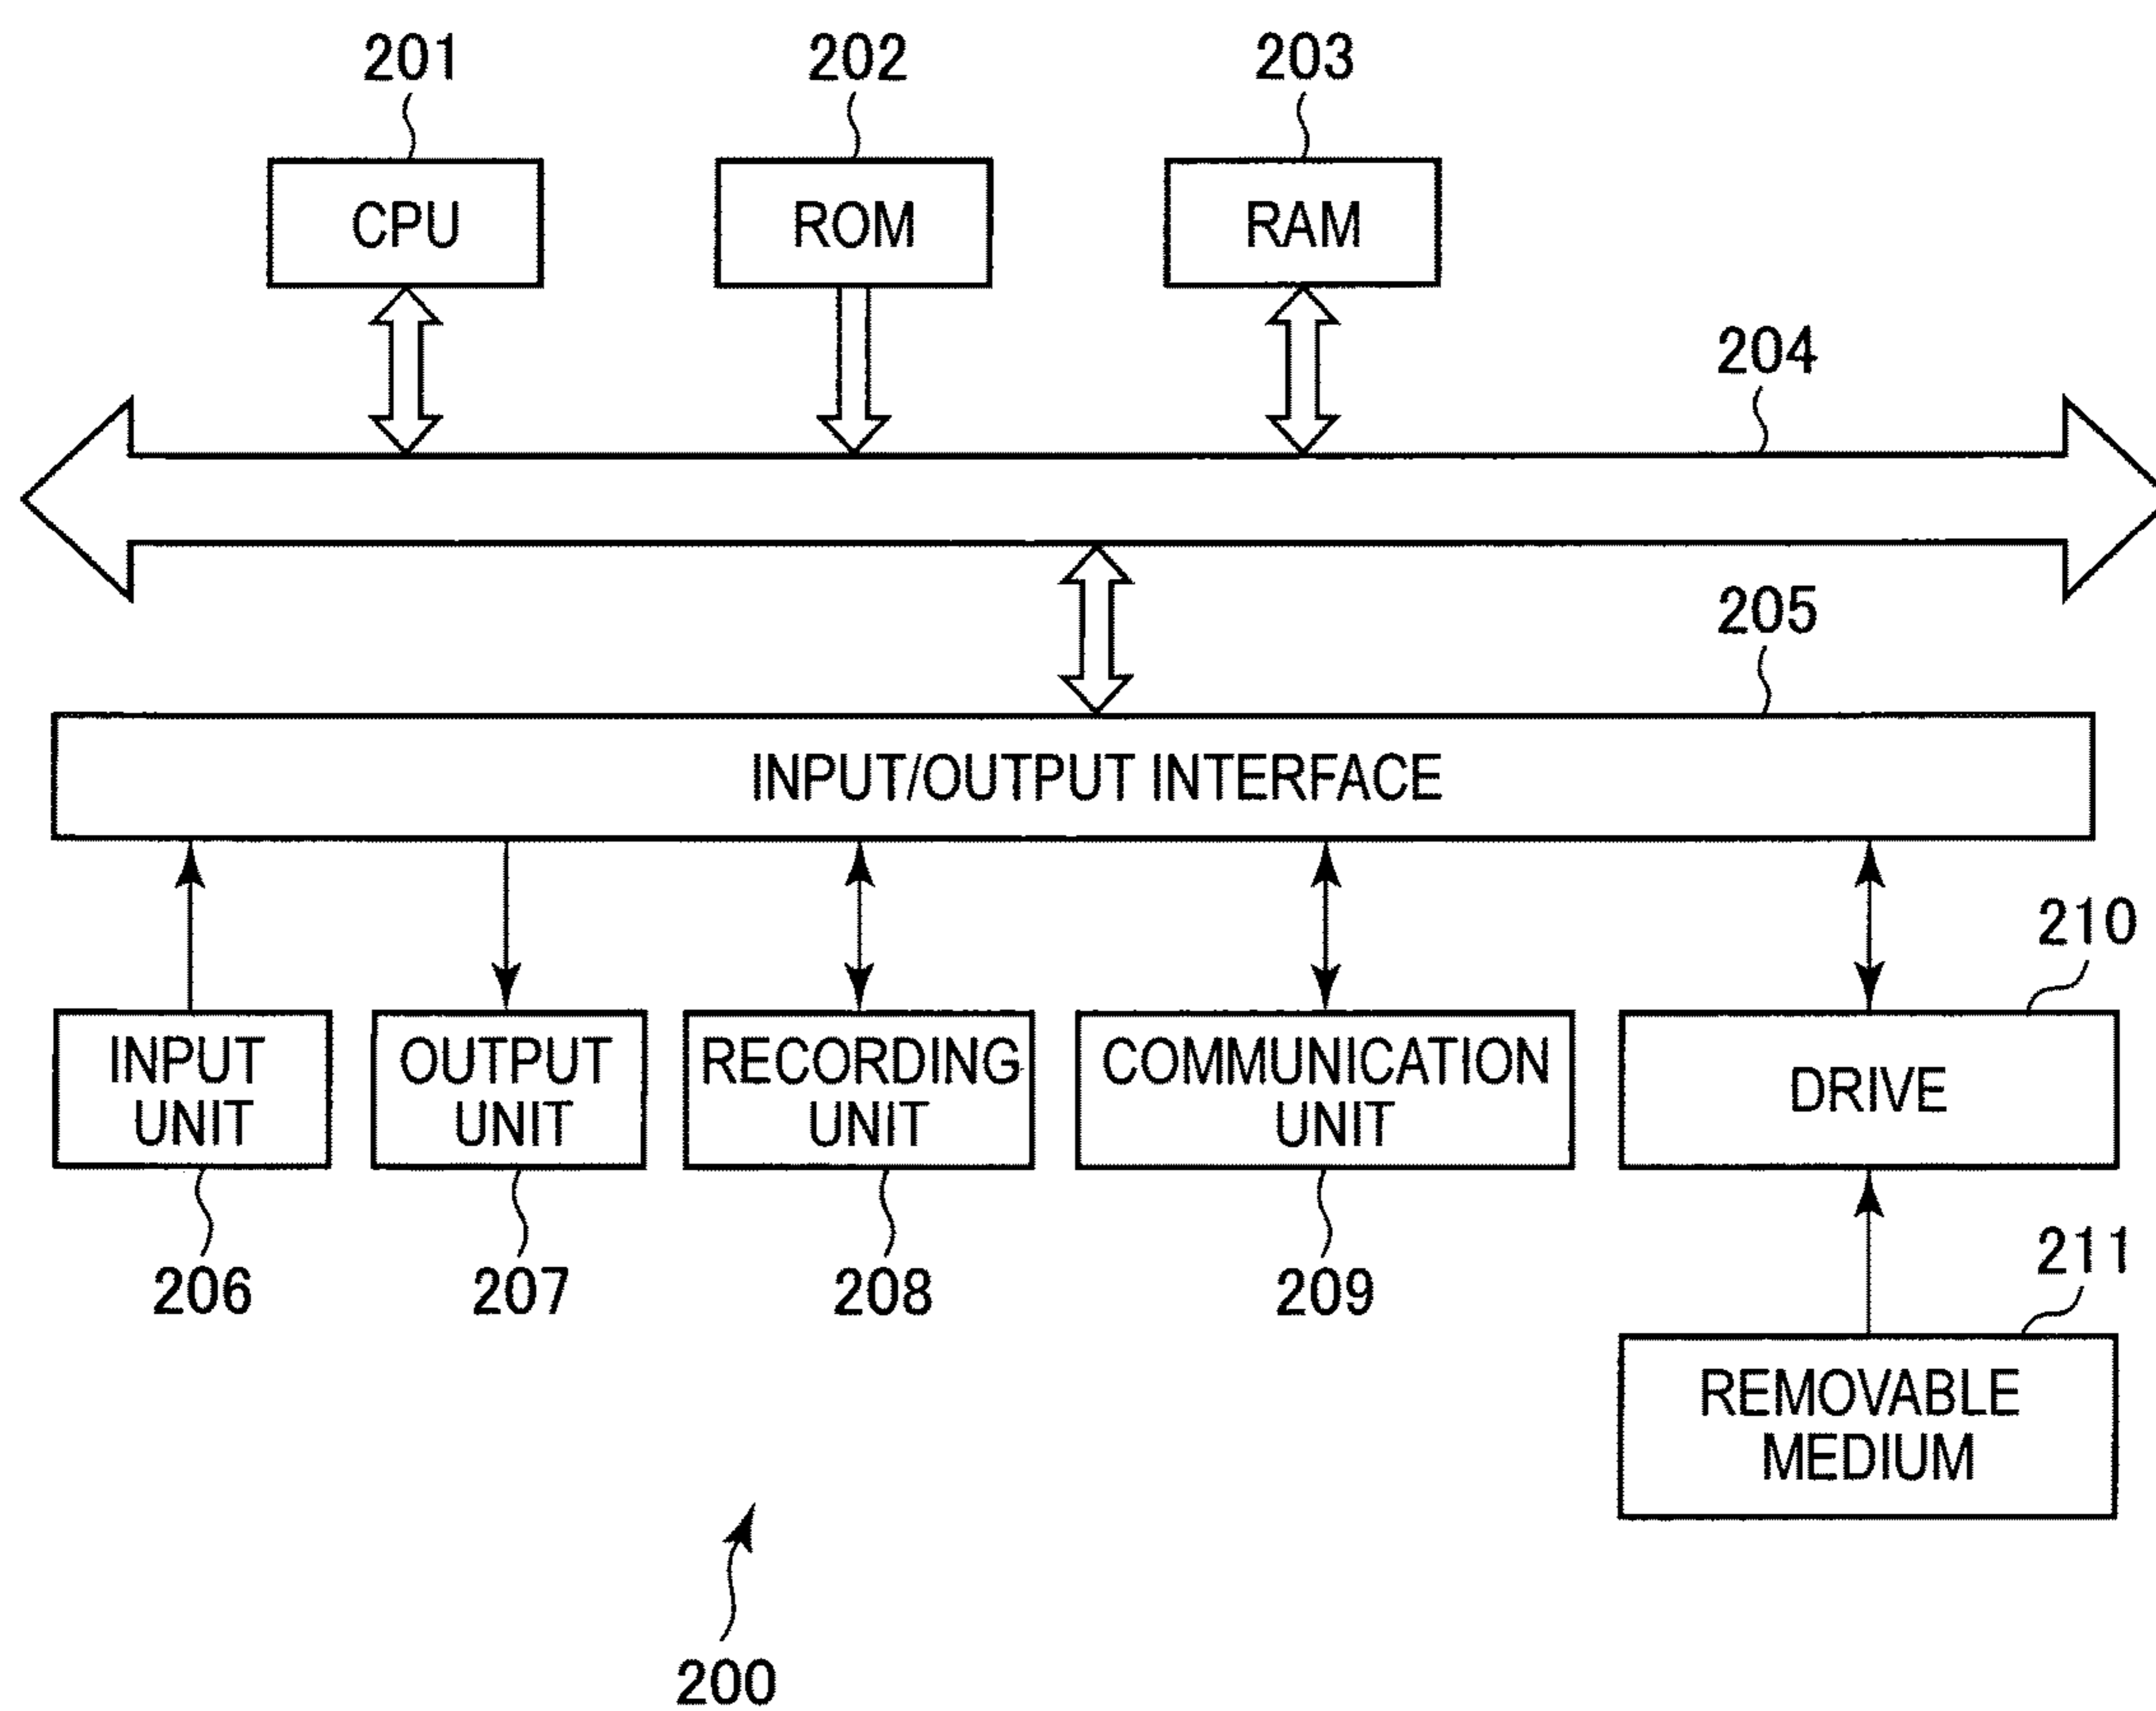 201
202
203
CPU
ROM
RAM
204
205
INPUT/OUTPUT INTERFACE
210
INPUT
UNIT
OUTPUT
UNIT
RECORDING
UNIT
COMMUNICATION
UNIT
DRIVE
206
207
208
209
211
REMOVABLE
MEDIUM
200